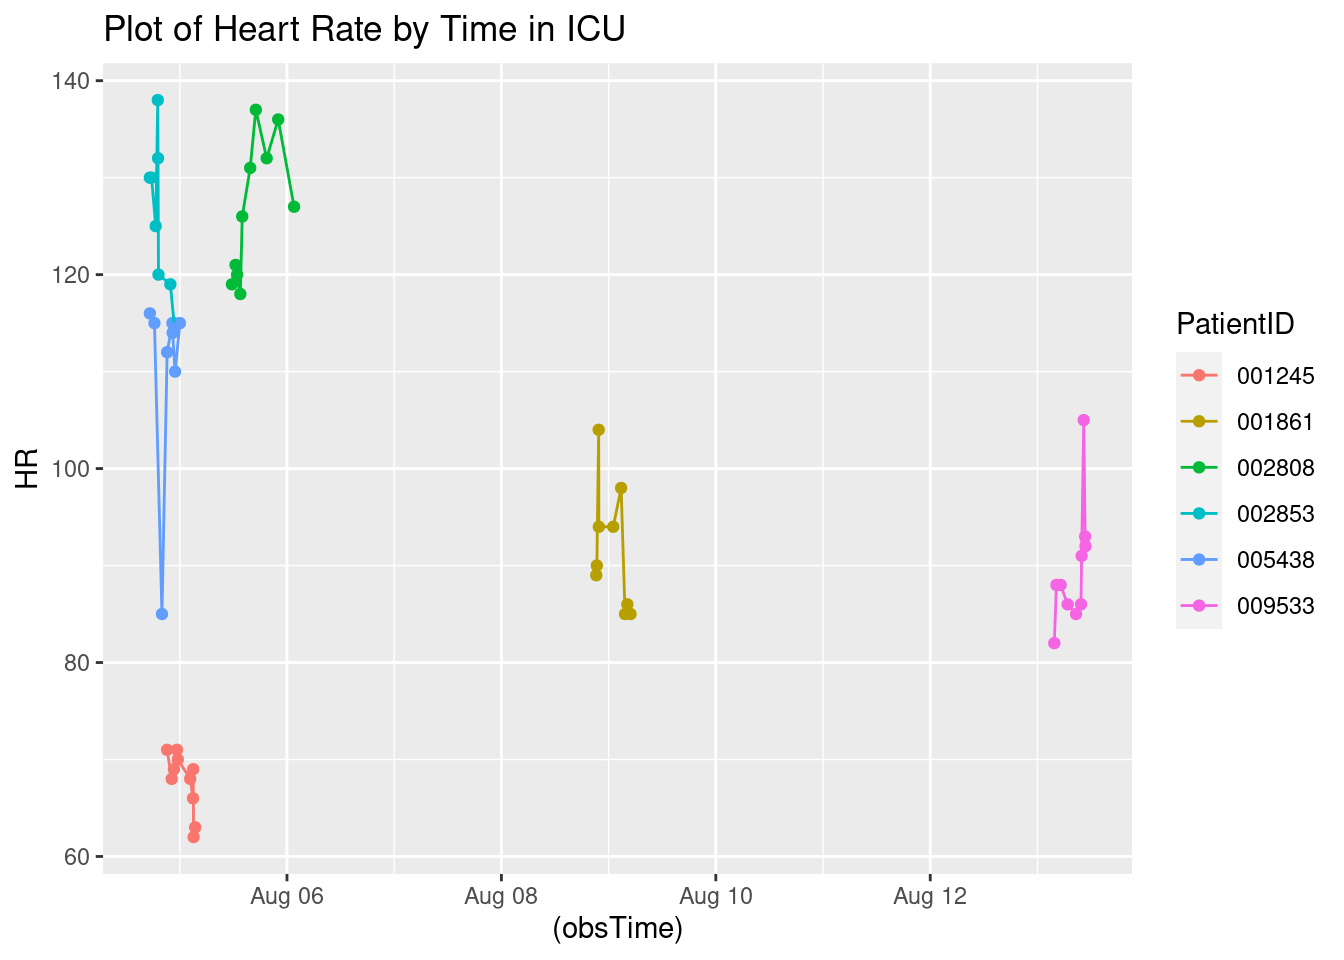 Plot of Heart Rate by Time in ICU
140
120
100
80
60
HR
Aug 06
Aug 08
Aug 10
Aug 12
(obsTime)
PatientID
001245
001861
002808
002853
005438
009533